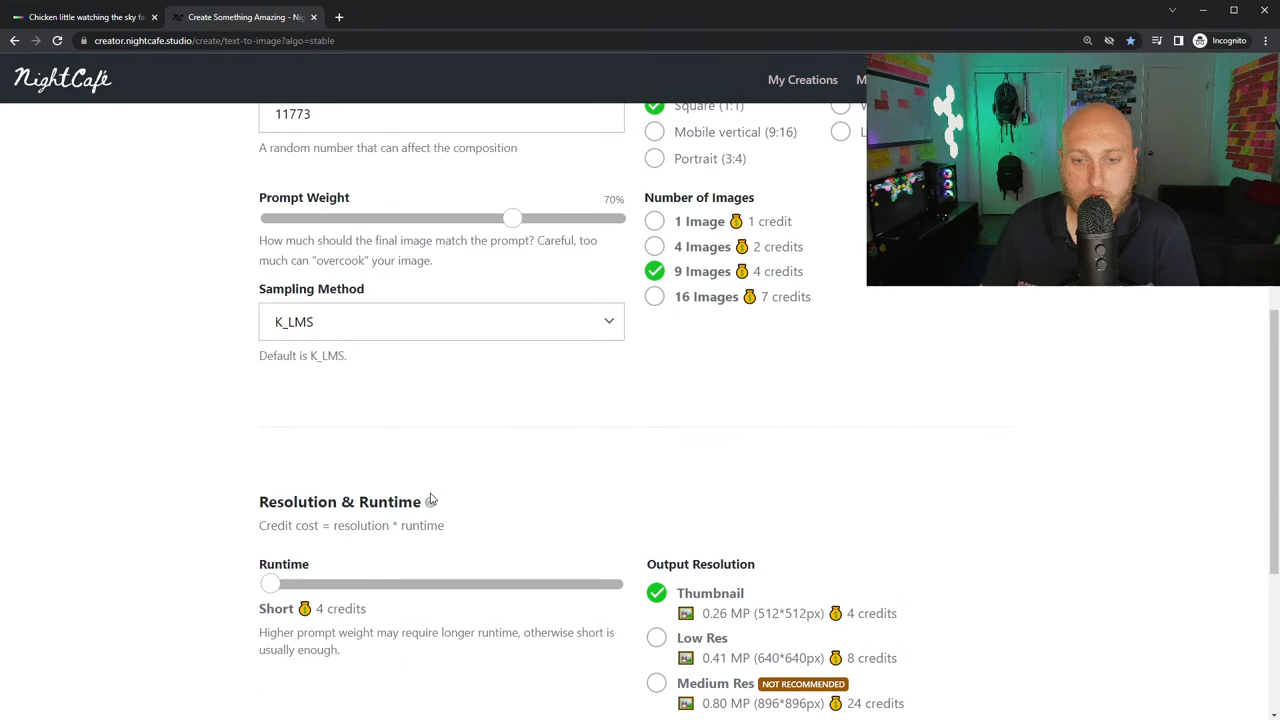 Chicken little watching the sky fa
Create Something Amazing - Nig
creator.nightcafe.studio/create/text-to-image?algo=stable
Incognito
NightCafé
My Creations
11773
A random number that can affect the composition
Square (1:1)
Mobile vertical (9:16)
Portrait (3:4)
Prompt Weight
70%
How much should the final image match the prompt? Careful, too
much can "overcook" your image.
Number of Images
1 Image 1 credit
4 Images 2 credits
9 Images 4 credits
16 Images 7 credits
Sampling Method
K_LMS
Default is K_LMS.
Resolution & Runtime
Credit cost = resolution * runtime
Runtime
Short 4 credits
Higher prompt weight may require longer runtime, otherwise short is
usually enough.
Output Resolution
Thumbnail
0.26 MP (512*512px) 4 credits
Low Res
0.41 MP (640*640px) 8 credits
Medium Res NOT RECOMMENDED
0.80 MP (896*896px) 24 credits